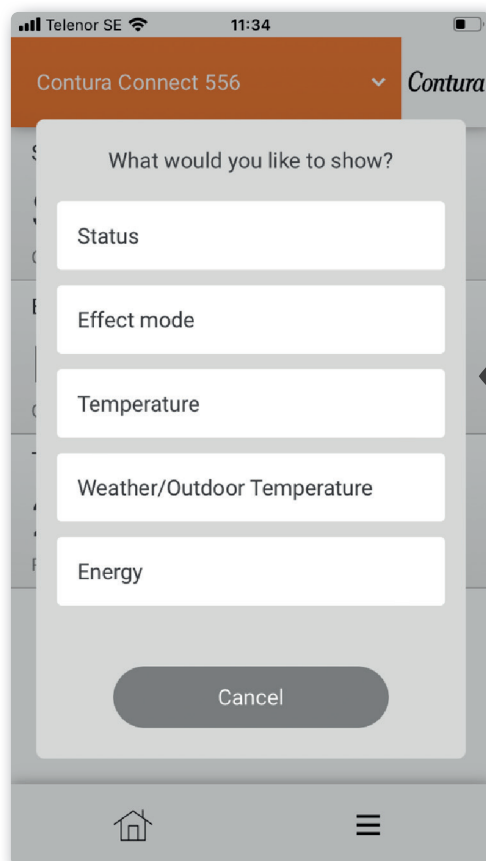 Telenor SE 11:34
Contura Connect 556
Contura
What would you like to show?
Status
Effect mode
Temperature
Weather/Outdoor Temperature
Energy
Cancel